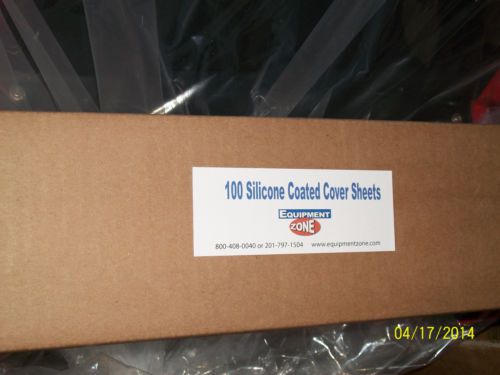 100 Silicone Coated Cover Sheets
EQUIPMENT
ZONE
800-408-0040 or 201-797-1504 www.equipmentzone.com
04/17/2014